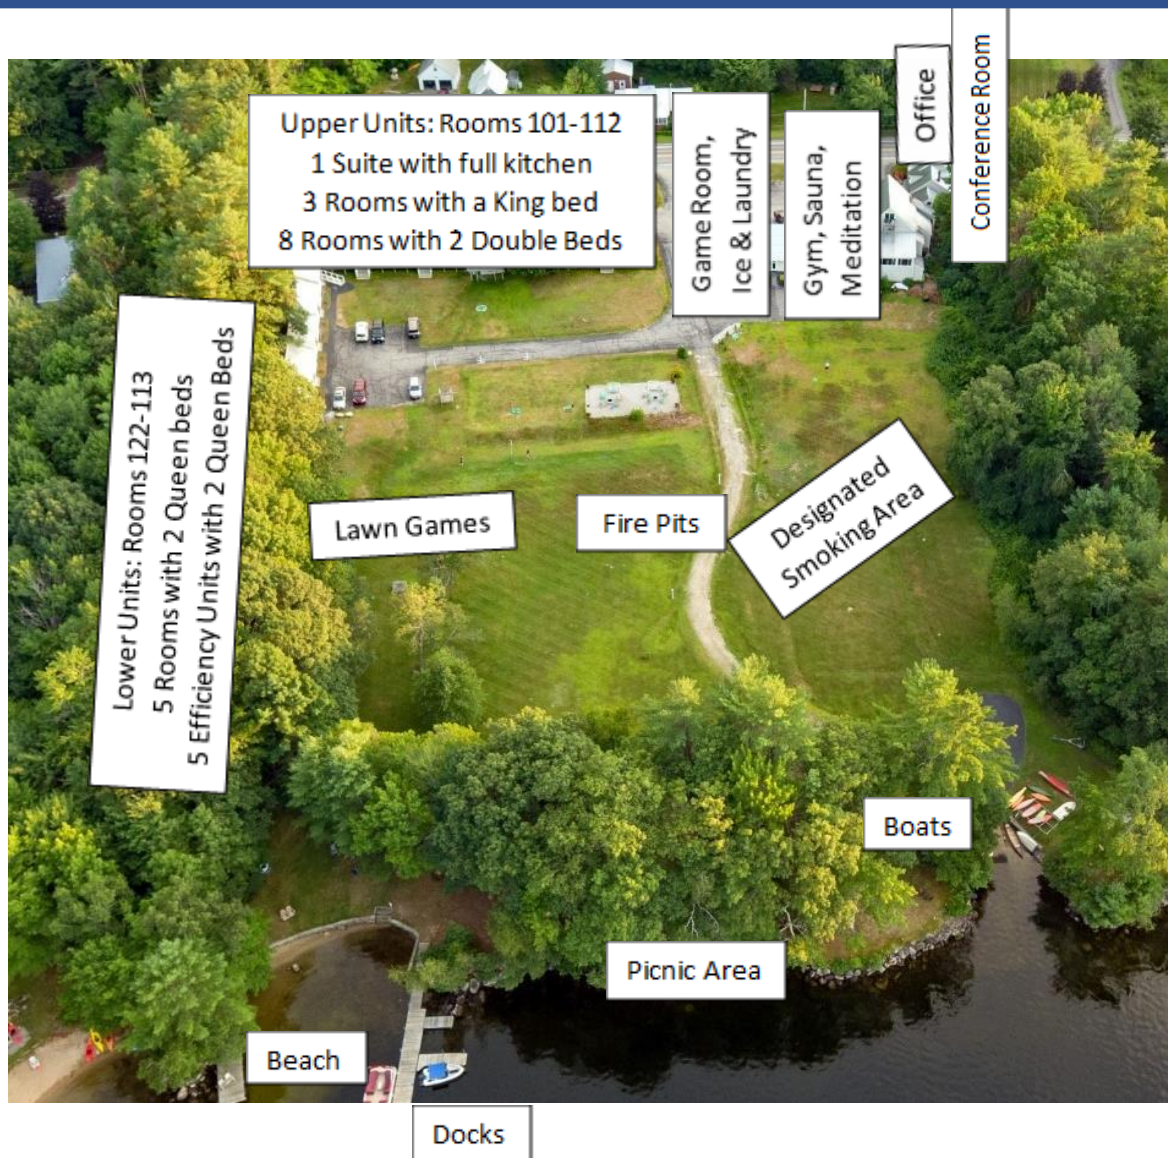 Upper Units: Rooms 101-112
1 Suite with full kitchen
3 Rooms with a King bed
8 Rooms with 2 Double Beds
Game Room,
Ice & Laundry
Gym, Sauna,
Meditation
Office
Conference Room
Lower Units: Rooms 122-113
5 Rooms with 2 Queen beds
5 Efficiency Units with 2 Queen Beds
Lawn Games
Fire Pits
Designated
Smoking Area
Boats
Picnic Area
Beach
Docks